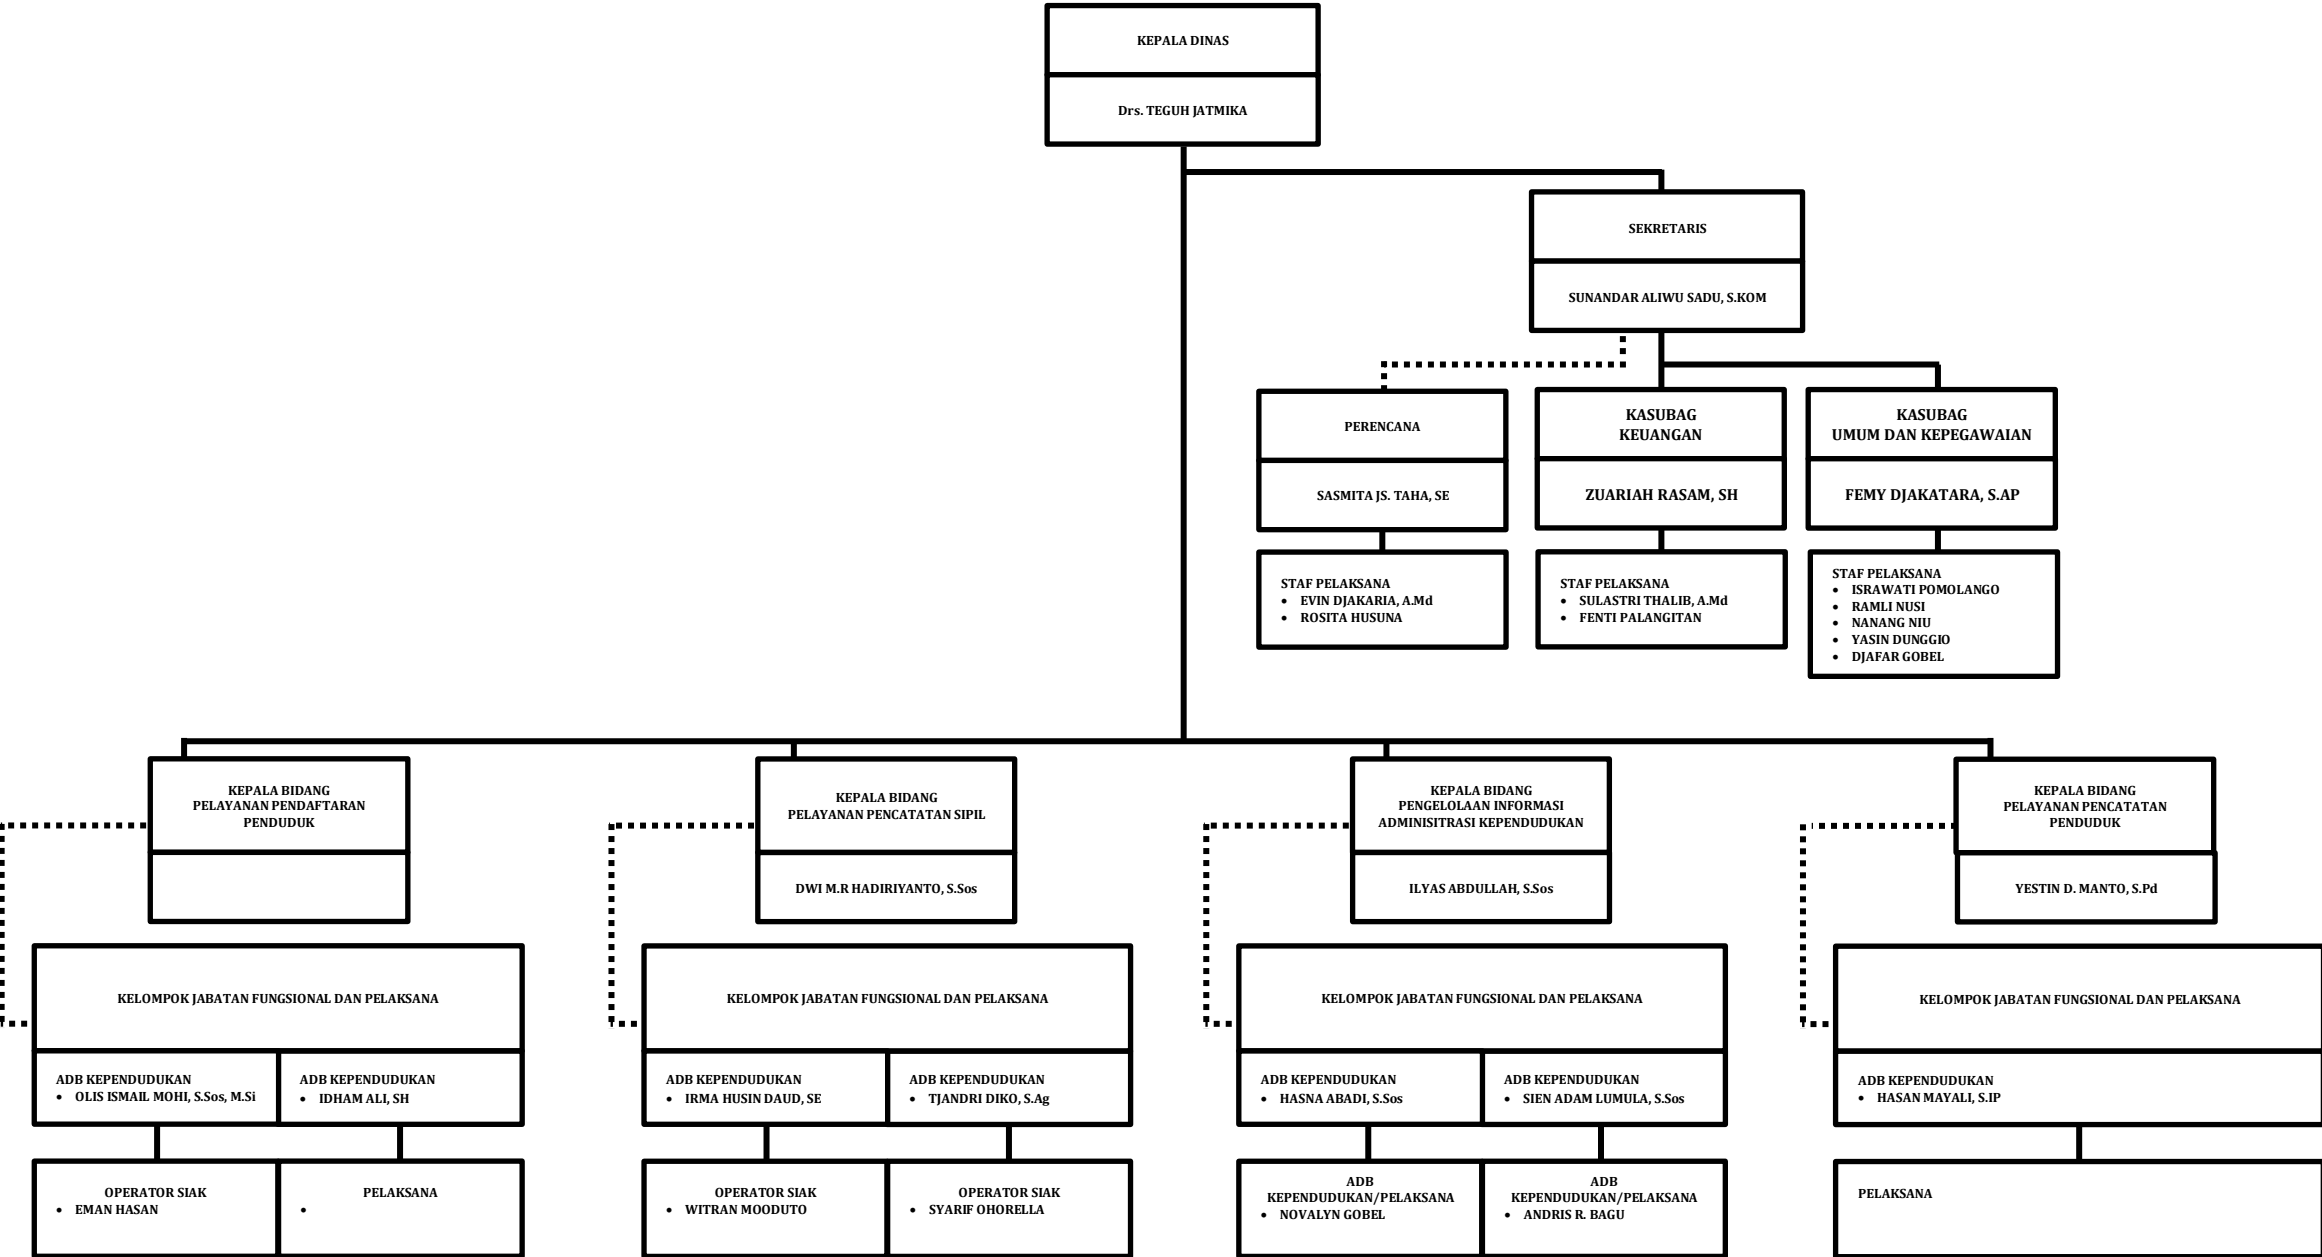 KEPALA DINAS
Drs. TEGUH JATMIKA
SEKRETARIS
SUNANDAR ALIWU SADU, S.KOM
PERENCANA
SASMITA JS. TAHA, SE
STAF PELAKSANA
• EVIN DJAKARIA, A.Md
• ROSITA HUSUNA
KASUBAG
KEUANGAN
ZUARIAH RASAM, SH
STAF PELAKSANA
• SULASTRI THALIB, A.Md
• FENTI PALANGITAN
KASUBAG
UMUM DAN KEPEGAWAIAN
FEMY DJAKATARA, S.AP
STAF PELAKSANA
• ISRAWATI POMOLANGO
• RAMLI NUSI
• NANANG NIU
• YASIN DUNGGIO
• DJAFAR GOBEL
KEPALA BIDANG
PELAYANAN PENDAFTARAN
PENDUDUK
KELOMPOK JABATAN FUNGSIONAL DAN PELAKSANA
ADB KEPENDUDUKAN
• OLIS ISMAIL MOHI, S.Sos, M.Si
ADB KEPENDUDUKAN
• IDHAM ALI, SH
OPERATOR SIAK
• EMAN HASAN
PELAKSANA
•
KEPALA BIDANG
PELAYANAN PENCATATAN SIPIL
DWI M.R HADIRIYANTO, S.Sos
KELOMPOK JABATAN FUNGSIONAL DAN PELAKSANA
ADB KEPENDUDUKAN
• IRMA HUSIN DAUD, SE
ADB KEPENDUDUKAN
• TJANDRI DIKO, S.Ag
OPERATOR SIAK
• WITRAN MOODUTO
OPERATOR SIAK
• SYARIF OHORELLA
KEPALA BIDANG
PENGELOLAAN INFORMASI
ADMINISITRASI KEPENDUDUKAN
ILYAS ABDULLAH, S.Sos
KELOMPOK JABATAN FUNGSIONAL DAN PELAKSANA
ADB KEPENDUDUKAN
• HASNA ABADI, S.Sos
ADB KEPENDUDUKAN
• SIEN ADAM LUMULA, S.Sos
ADB
KEPENDUDUKAN/PELAKSANA
• NOVALYN GOBEL
ADB
KEPENDUDUKAN/PELAKSANA
• ANDRIS R. BAGU
KEPALA BIDANG
PELAYANAN PENCATATAN
PENDUDUK
YESTIN D. MANTO, S.Pd
KELOMPOK JABATAN FUNGSIONAL DAN PELAKSANA
ADB KEPENDUDUKAN
• HASAN MAYALI, S.IP
PELAKSANA